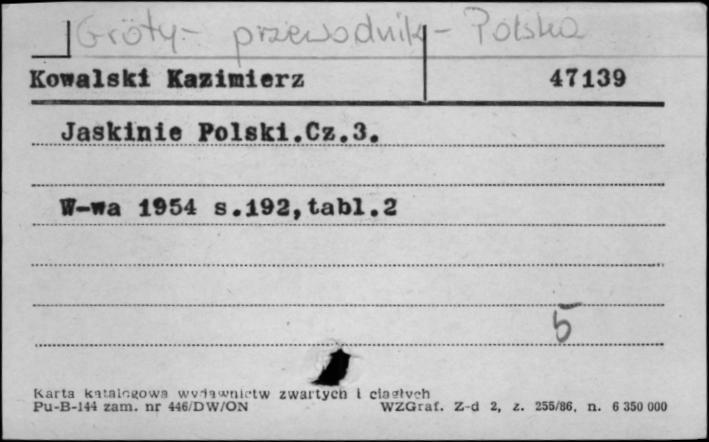 Gróty - przewodnik - Polska
Kowalski Kazimierz 47139
Jaskinie Polski.Cz.3.
W-wa 1954 s.192,tabl.2
5
Karta katalogowa wydawnictw zwartych i ciągłych
Pu-B-144 zam. nr 446/DW/ON WZGraf. Z-d 2, z. 255/86, n. 6 350 000